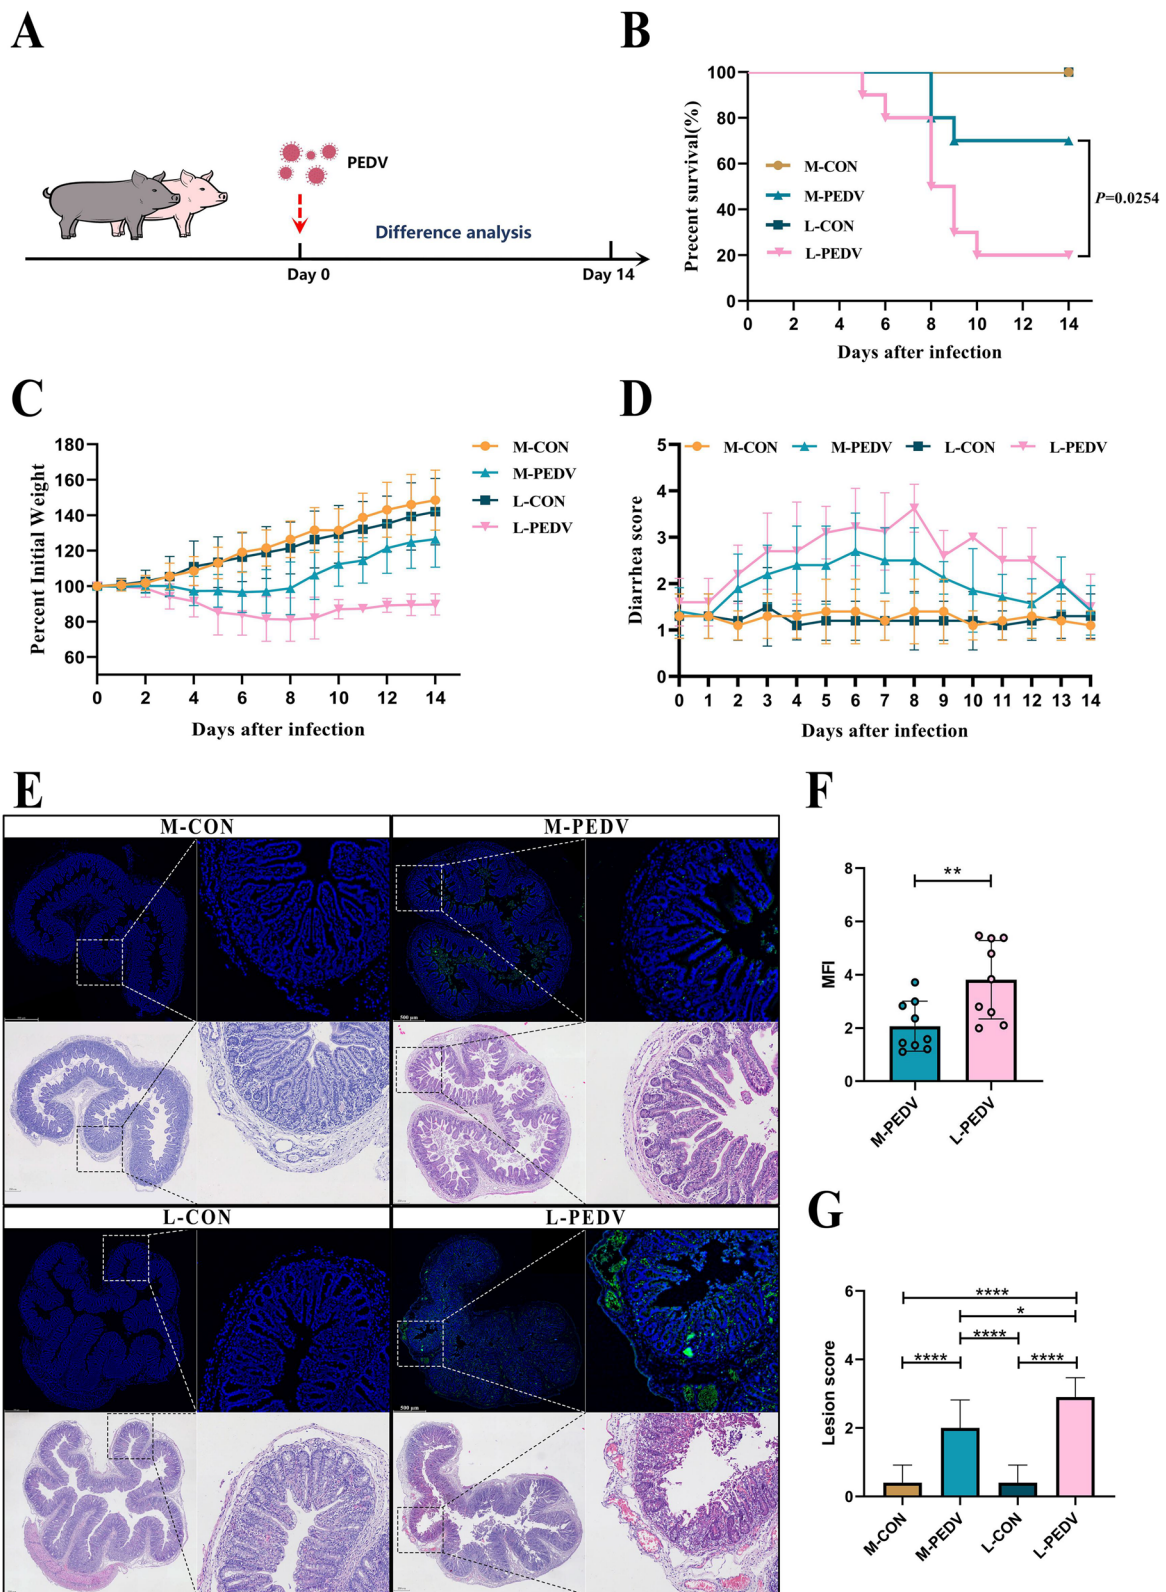 A
PEDV
Difference analysis
Day 0
Day 14
B
Precent survival(%)
100
80
60
40
20
0
M-CON
M-PEDV
L-CON
L-PEDV
P=0.0254
0 2 4 6 8 10 12 14
Days after infection
C
Percent Initial Weight
180
160
140
120
100
80
60
M-CON
M-PEDV
L-CON
L-PEDV
0 2 4 6 8 10 12 14
Days after infection
D
Diarrhea score
M-CON M-PEDV L-CON L-PEDV
5
4
3
2
1
0
0 1 2 3 4 5 6 7 8 9 10 11 12 13 14
Days after infection
E
M-CON
M-PEDV
500 μm
L-CON
L-PEDV
500 μm
F
MFI
8
6
4
2
0
**
M-PEDV
L-PEDV
G
Lesion score
6
4
2
0
****
*
****
**** ****
M-CON
M-PEDV
L-CON
L-PEDV